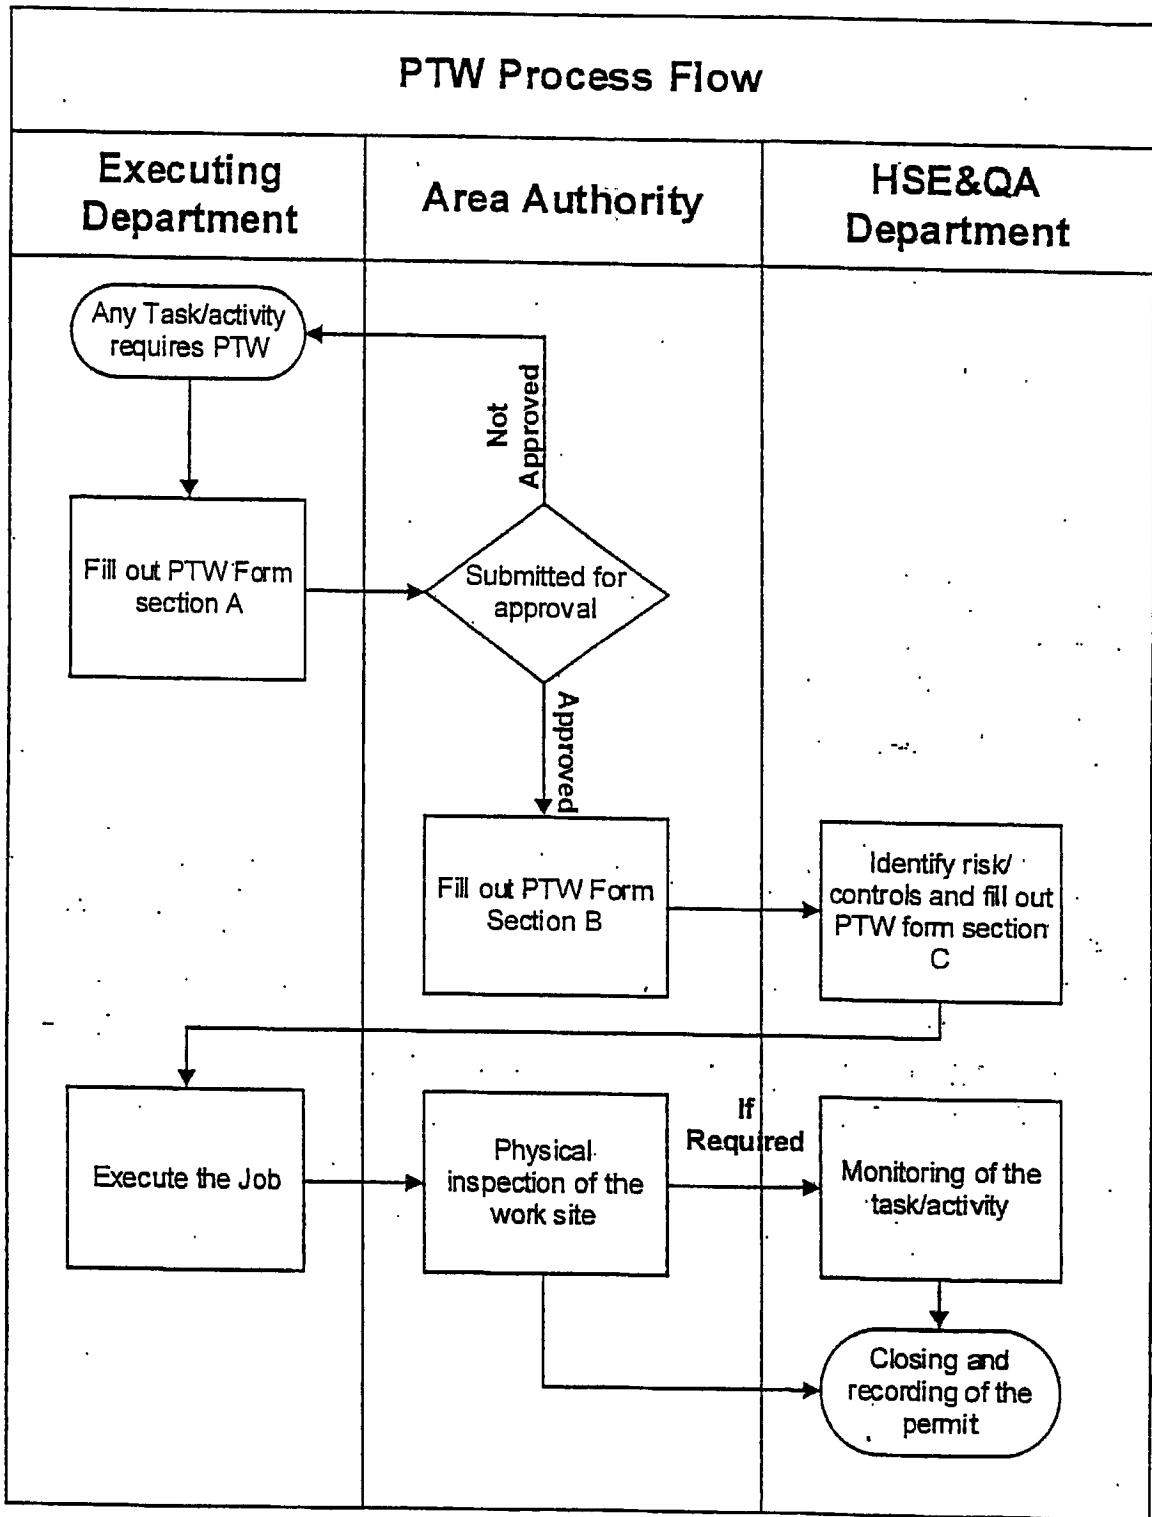 PTW Process Flow
Executing
Department
Area Authority
HSE&QA
Department
Any Task/activity
requires PTW
Not
Approved
Fill out PTW Form
section A
Submitted for
approval
Approved
Fill out PTW Form
Section B
Identify risk/
controls and fill out
PTW form section
C
Execute the Job
Physical
inspection of the
work site
If
Required
Monitoring of the
task/activity
Closing and
recording of the
permit